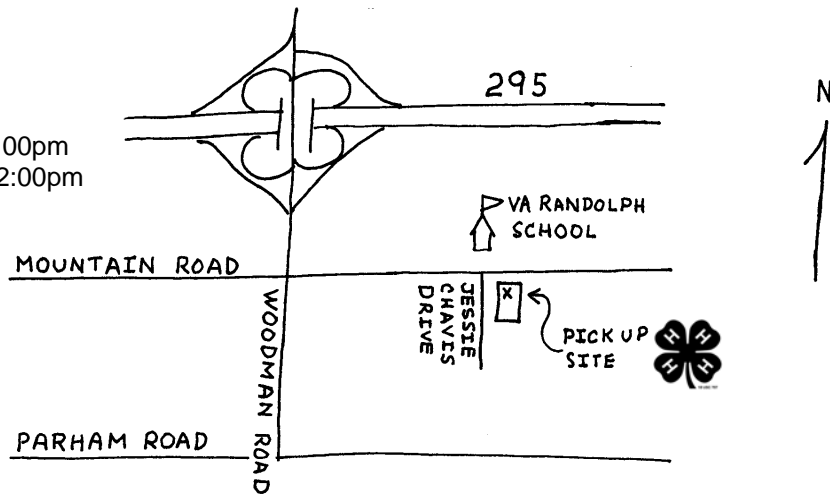 295
N
00pm
2:00pm
VA RANDOLPH
SCHOOL
MOUNTAIN ROAD
JESSIE
CHAVIS
DRIVE
X
PICK UP
SITE
H H
H H
WOODMAN ROAD
PARHAM ROAD